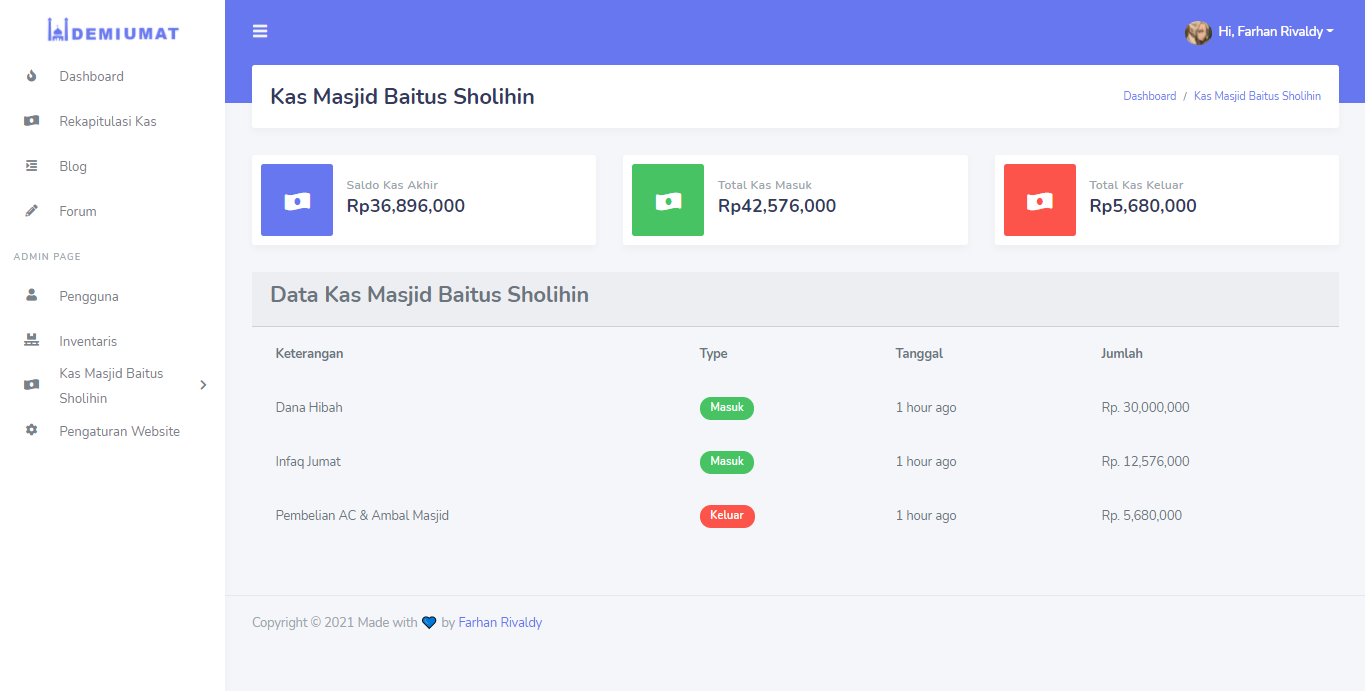 DEMIUMAT
Hi, Farhan Rivaldy
Dashboard
Rekapitulasi Kas
Blog
Forum
ADMIN PAGE
Pengguna
Inventaris
Kas Masjid Baitus
Sholihin
Pengaturan Website
Kas Masjid Baitus Sholihin
Dashboard / Kas Masjid Baitus Sholihin
Saldo Kas Akhir
Rp36,896,000
Total Kas Masuk
Rp42,576,000
Total Kas Keluar
Rp5,680,000
Data Kas Masjid Baitus Sholihin
Keterangan Type Tanggal Jumlah
Dana Hibah Masuk 1 hour ago Rp. 30,000,000
Infaq Jumat Masuk 1 hour ago Rp. 12,576,000
Pembelian AC & Ambal Masjid Keluar 1 hour ago Rp. 5,680,000
Copyright © 2021 Made with 💙 by Farhan Rivaldy